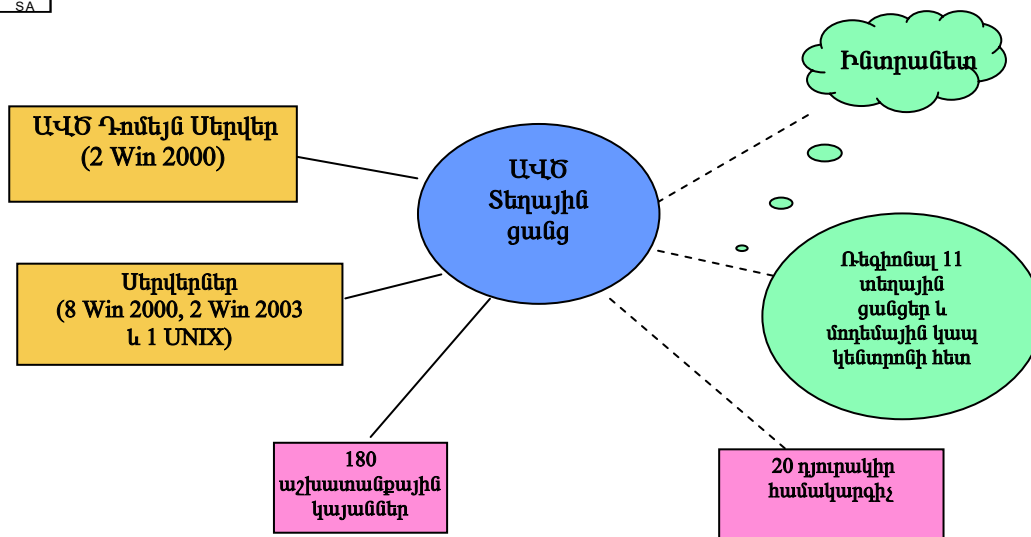 SA
Ինտրանետ
ԱՎԾ Դոմեյն Սերվեր
(2 Win 2000)
ԱՎԾ
Տեղային
ցանց
Սերվերներ
(8 Win 2000, 2 Win 2003
և 1 UNIX)
Ռեգիոնալ 11
տեղային
ցանցեր և
մոդեմային կապ
կենտրոնի հետ
180
աշխատանքային
կայաններ
20 դյուրակիր
համակարգիչ